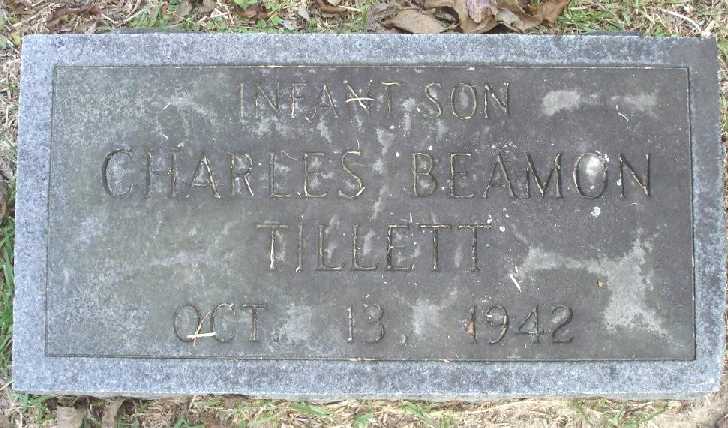 INFANT SON
CHARLES BEAMON
TILLETT
OCT. 13, 1942